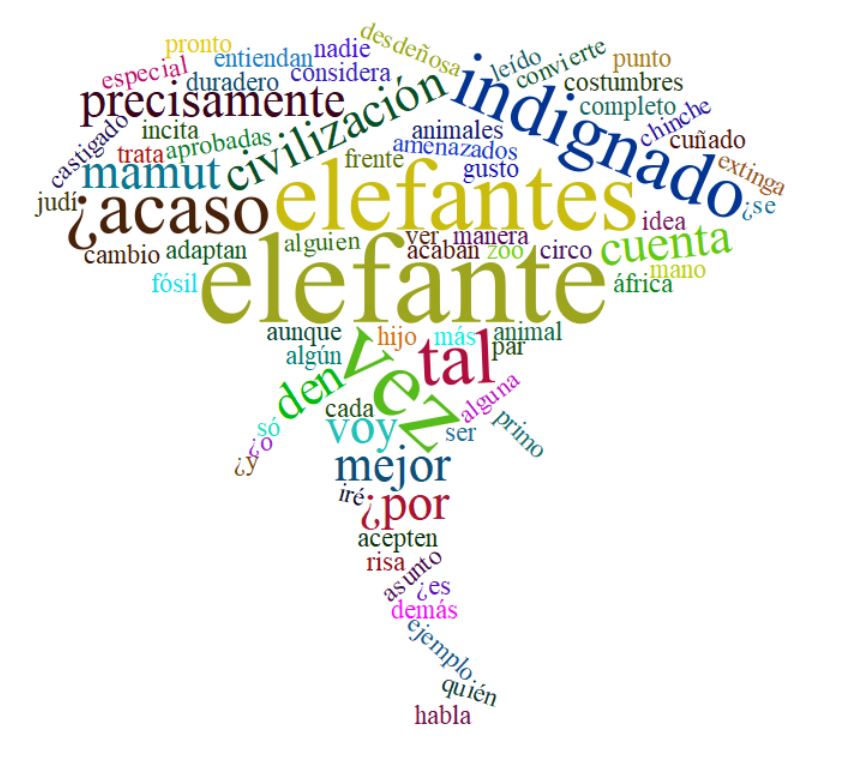 desdeñosa
pronto
nadie
leído
convierte
entiendan
especial
duradero
considera
punto
costumbres
indignado
precisamente
civilización
completo
chinche
castigado
incita
aprobadas
animales
cuñado
trata
mamut
frente
amenazados
gusto
extinga
judí
¿acaso
elefantes
idea
¿se
cambio
adaptan
alguien
ver
manera
acaban
zoo
circo
cuenta
mano
fósil
elefante
áfrica
aunque
vez
hijo
más
animal
algún
tal
par
den
alguna
cada
primo
só
¿o
voy
ser
¿y
mejor
iré
¿por
acepten
risa
asunto
¿es
demás
ejemplo
quién
habla